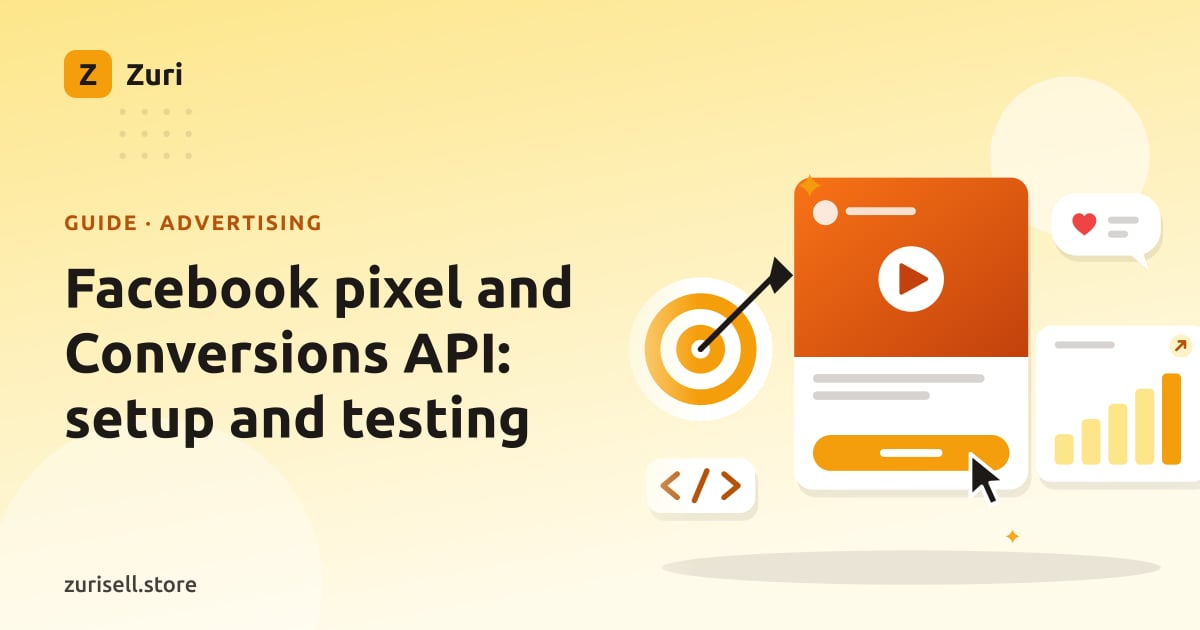 Z Zuri
GUIDE · ADVERTISING
Facebook pixel and
Conversions API:
setup and testing
</>
zurisell.store